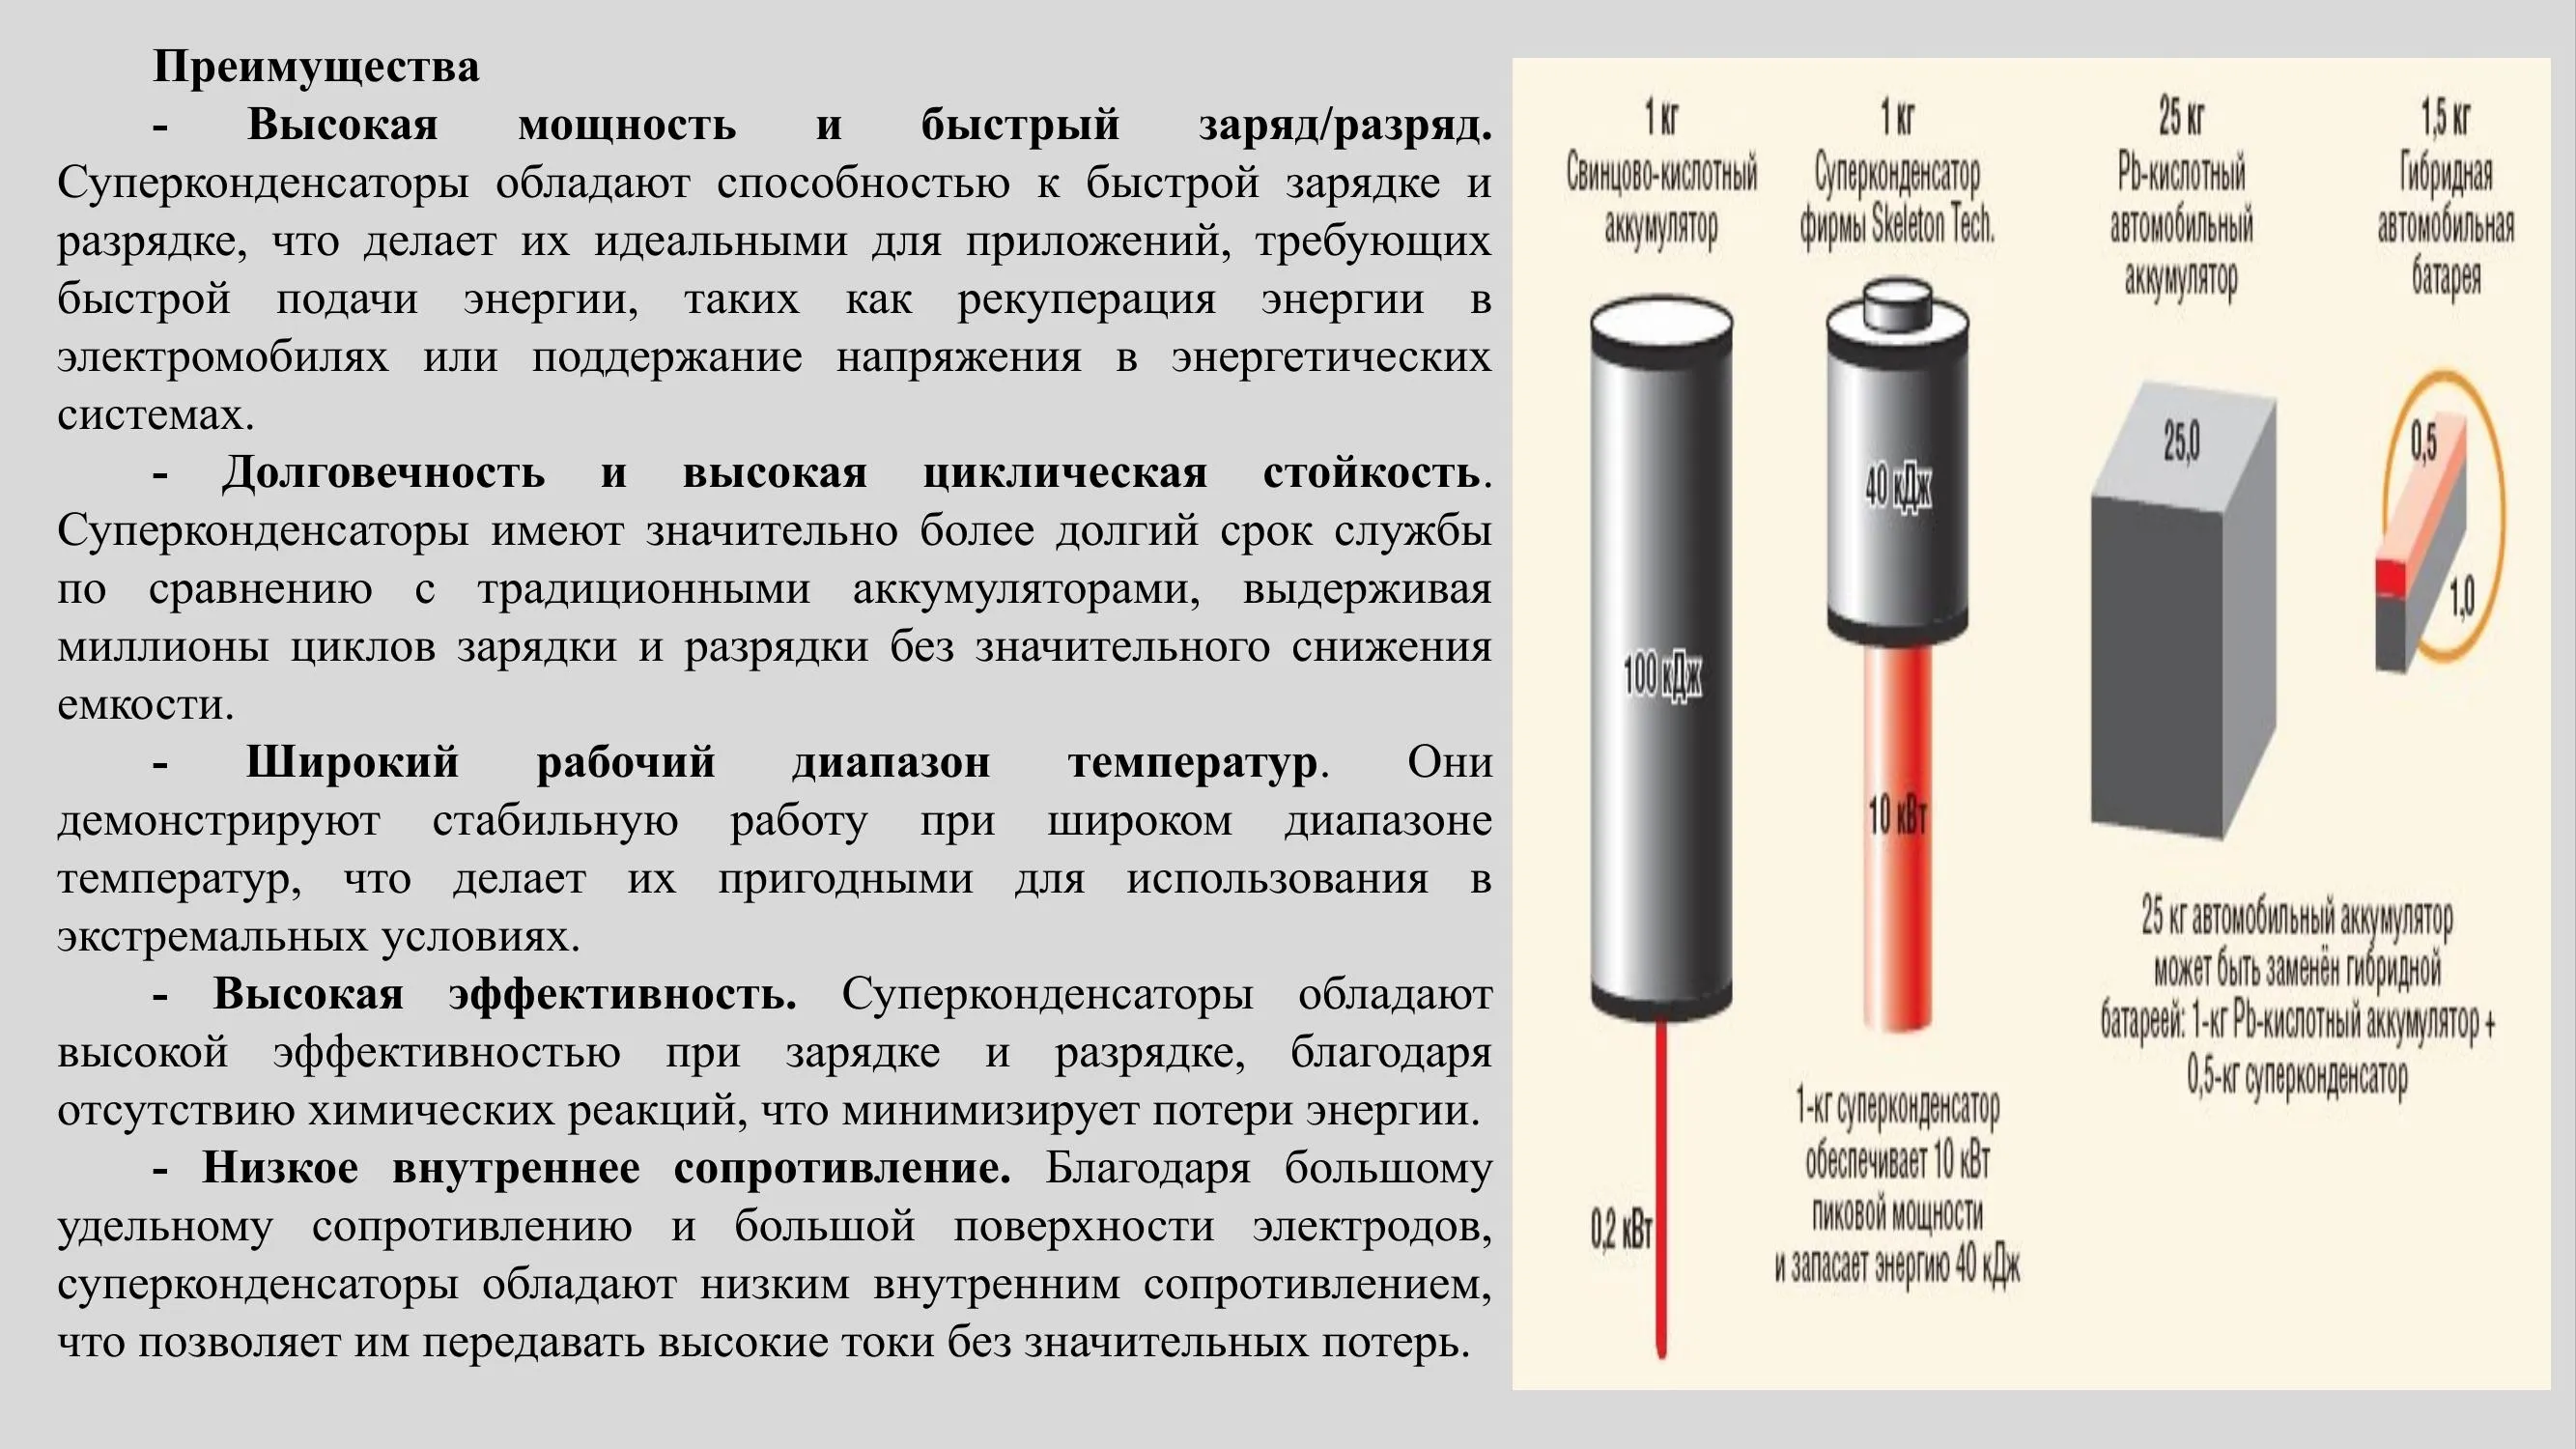 Преимущества
- Высокая мощность и быстрый заряд/разряд.
Суперконденсаторы обладают способностью к быстрой зарядке и
разрядке, что делает их идеальными для приложений, требующих
быстрой подачи энергии, таких как рекуперация энергии в
электромобилях или поддержание напряжения в энергетических
системах.
- Долговечность и высокая циклическая стойкость.
Суперконденсаторы имеют значительно более долгий срок службы
по сравнению с традиционными аккумуляторами, выдерживая
миллионы циклов зарядки и разрядки без значительного снижения
емкости.
- Широкий рабочий диапазон температур. Они
демонстрируют стабильную работу при широком диапазоне
температур, что делает их пригодными для использования в
экстремальных условиях.
- Высокая эффективность. Суперконденсаторы обладают
высокой эффективностью при зарядке и разрядке, благодаря
отсутствию химических реакций, что минимизирует потери энергии.
- Низкое внутреннее сопротивление. Благодаря большому
удельному сопротивлению и большой поверхности электродов,
суперконденсаторы обладают низким внутренним сопротивлением,
что позволяет им передавать высокие токи без значительных потерь.
1 кг
Свинцово-кислотный
аккумулятор
100 кДж
0,2 кВт
1 кг
Суперконденсатор
фирмы Skeleton Tech.
40 кДж
10 кВт
1-кг суперконденсатор
обеспечивает 10 кВт
пиковой мощности
и запасает энергию 40 кДж
25 кг
Pb-кислотный
автомобильный
аккумулятор
25,0
1,5 кг
Гибридная
автомобильная
батарея
0,5
1,0
25 кг автомобильный аккумулятор
может быть заменён гибридной
батареей: 1-кг Pb-кислотный аккумулятор +
0,5-кг суперконденсатор